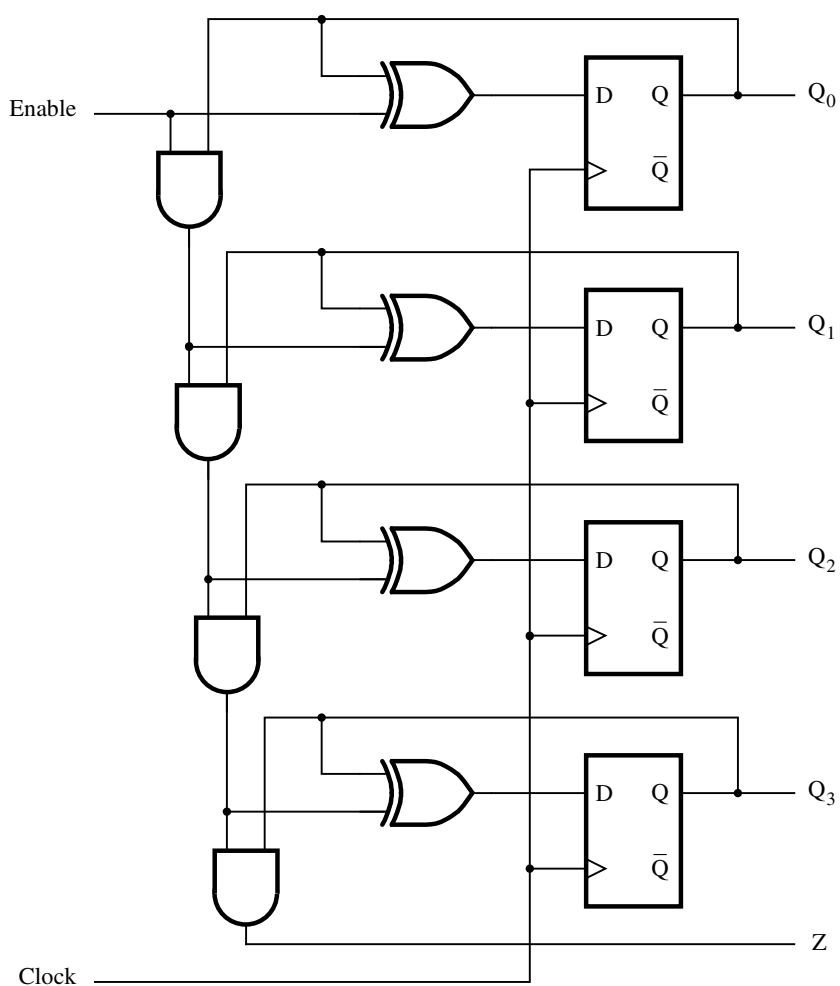 D Q Q₀
Enable
Q̅
D Q Q₁
Q̅
D Q Q₂
Q̅
D Q Q₃
Q̅
Z
Clock